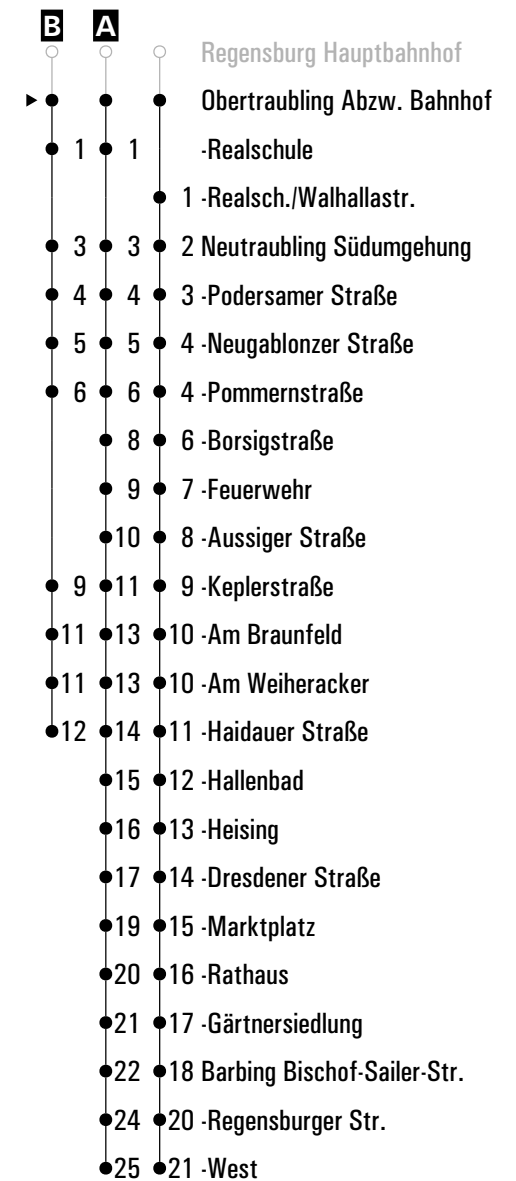 B A
Regensburg Hauptbahnhof
Obertraubling Abzw. Bahnhof
1 1 -Realschule
1 -Realsch./Walhallastr.
3 3 2 Neutraubling Südumgehung
4 4 3 -Podersamer Straße
5 5 4 -Neugablonzer Straße
6 6 4 -Pommernstraße
8 6 -Borsigstraße
9 7 -Feuerwehr
10 8 -Aussiger Straße
9 11 9 -Keplerstraße
11 13 10 -Am Braunfeld
11 13 10 -Am Weiheracker
12 14 11 -Haidauer Straße
15 12 -Hallenbad
16 13 -Heising
17 14 -Dresdener Straße
19 15 -Marktplatz
20 16 -Rathaus
21 17 -Gärtnersiedlung
22 18 Barbing Bischof-Sailer-Str.
24 20 -Regensburger Str.
25 21 -West